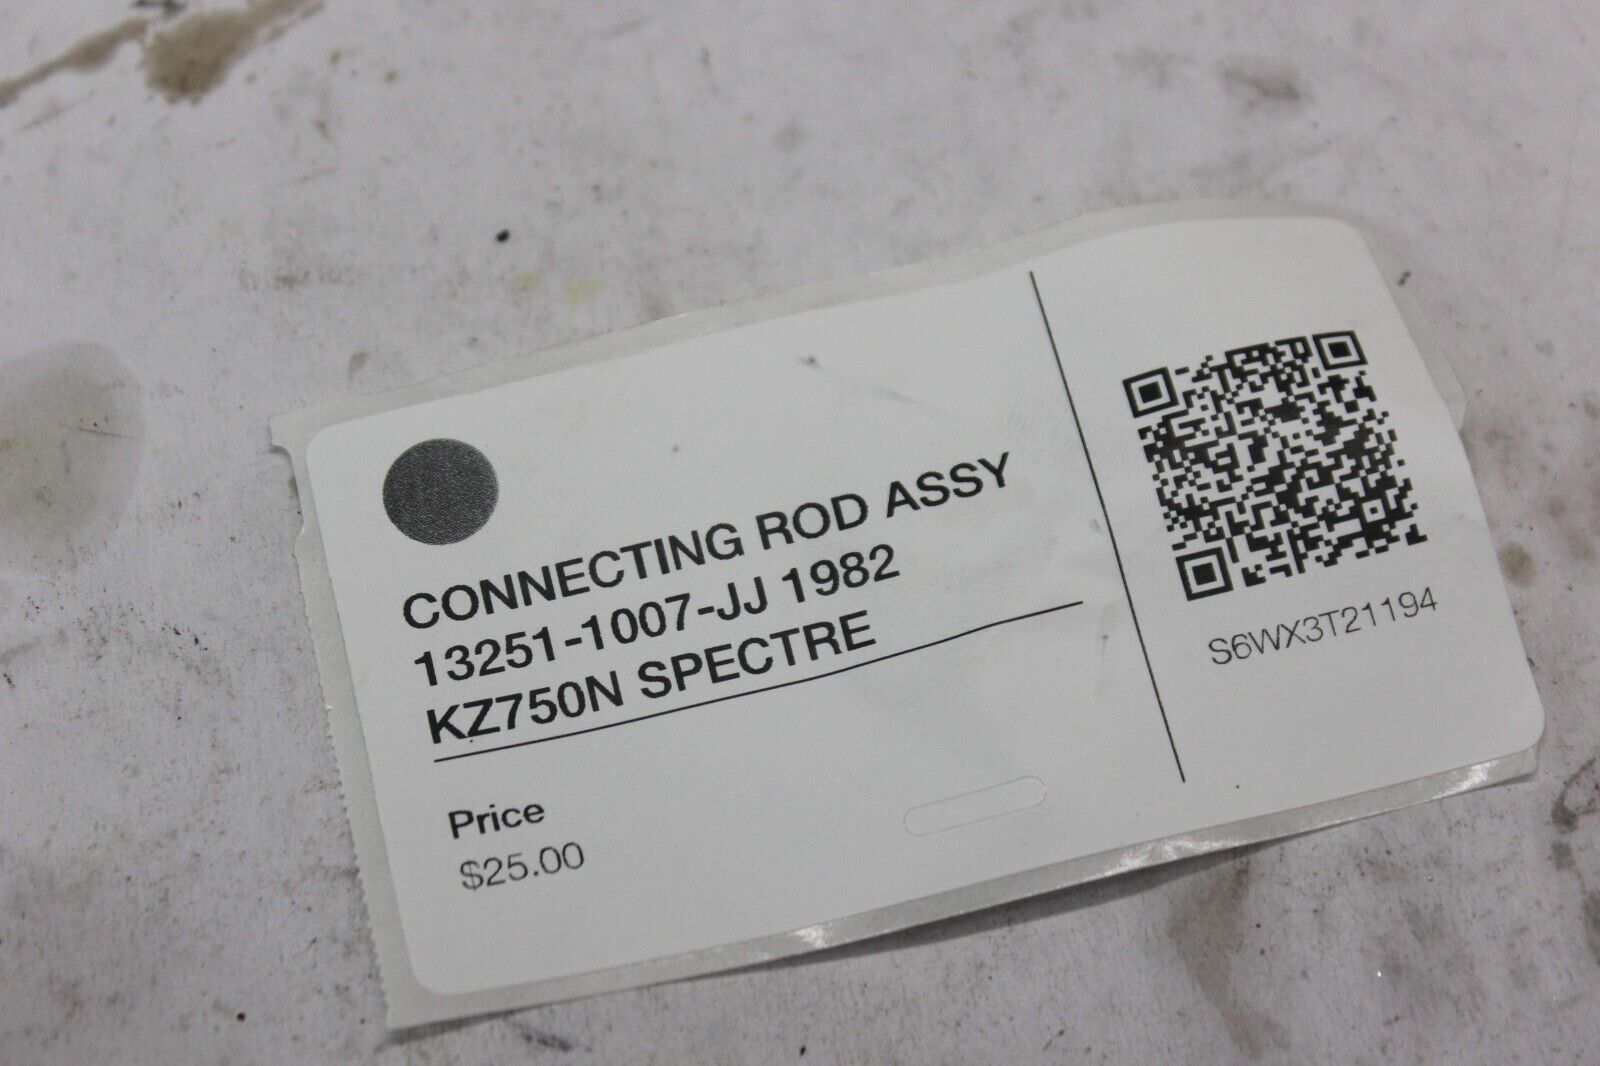 CONNECTING ROD ASSY
13251-1007-JJ 1982
KZ750N SPECTRE
Price
$25.00
S6WX3T21194